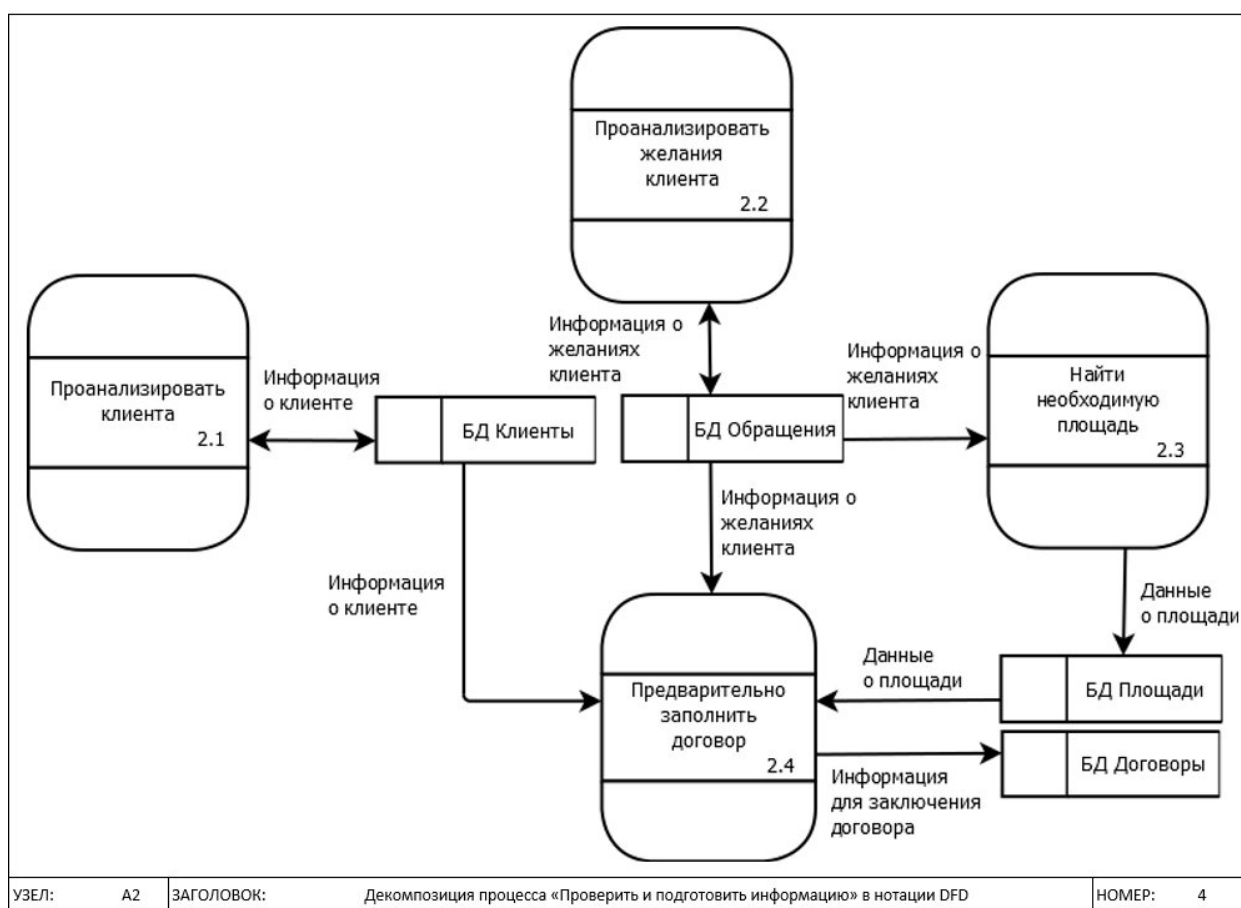 Проанализировать
желания
клиента
2.2
Информация о
желаниях
клиента
Информация о
желаниях
клиента
Проанализировать
клиента
2.1
Информация
о клиенте
БД Клиенты
БД Обращения
Найти
необходимую
площадь
2.3
Информация о
желаниях
клиента
Информация
о клиенте
Данные
о площади
Предварительно
заполнить
договор
2.4
Данные
о площади
БД Площади
БД Договоры
Информация
для заключения
договора
УЗЕЛ: А2 ЗАГОЛОВОК: Декомпозиция процесса «Проверить и подготовить информацию» в нотации DFD НОМЕР: 4